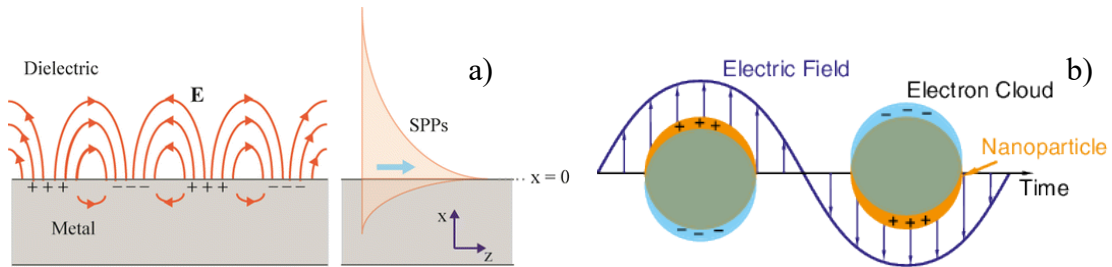 a)
Dielectric
E
SPPs
+ + + − − − + + + − − −
x = 0
Metal
x
z
b)
Electric Field
Electron Cloud
− − −
+ + +
Nanoparticle
Time
− − −
+ + +